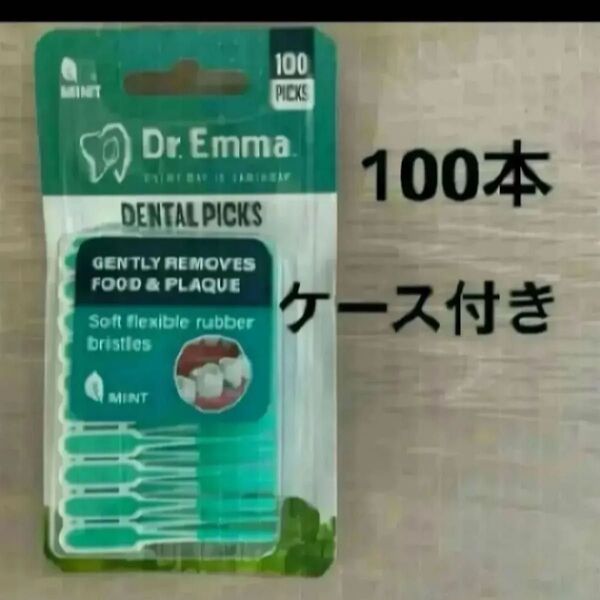 MINT
100
PICKS
Dr. Emma
DENTAL PICKS
GENTLY REMOVES
FOOD & PLAQUE
Soft flexible rubber
bristles
MINT
100本
ケース付き